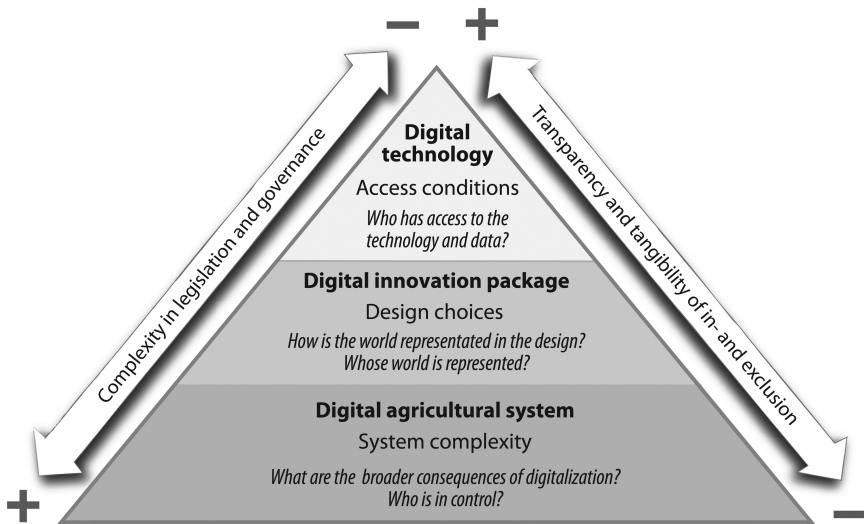 − +
Complexity in legislation and governance
Transparency and tangibility of in- and exclusion
Digital
technology
Access conditions
Who has access to the
technology and data?
Digital innovation package
Design choices
How is the world representated in the design?
Whose world is represented?
Digital agricultural system
System complexity
What are the broader consequences of digitalization?
Who is in control?
+ −